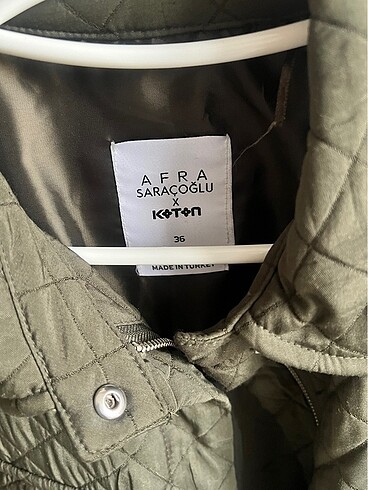 AFRA
SARAÇOĞLU
X
KOTON
36
MADE IN TURKEY